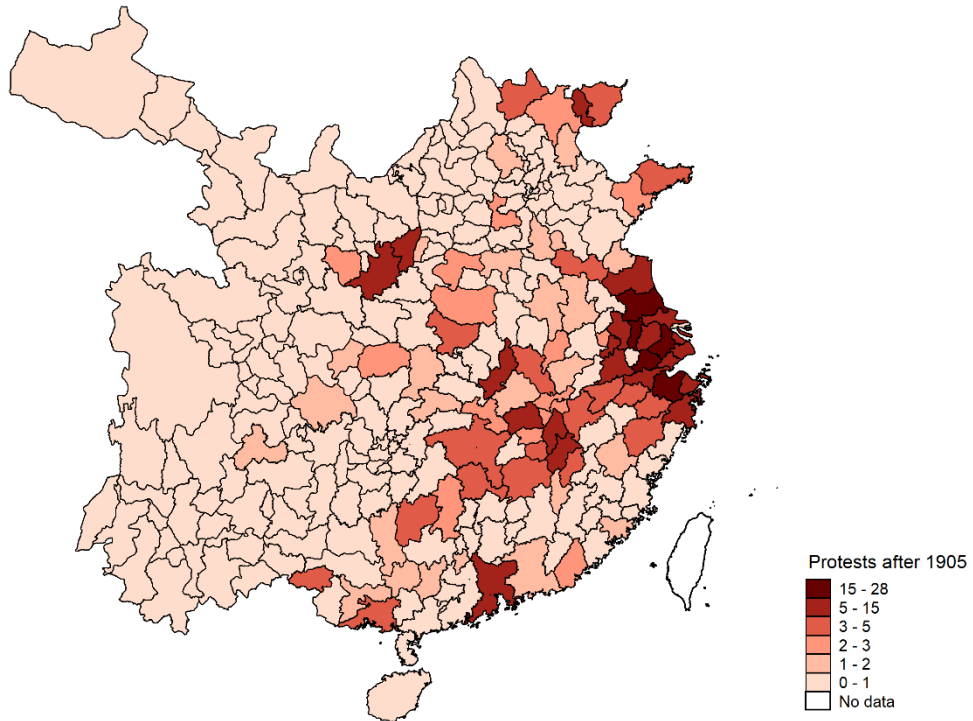 Protests after 1905
15 - 28
5 - 15
3 - 5
2 - 3
1 - 2
0 - 1
No data